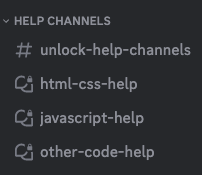 HELP CHANNELS
# unlock-help-channels
html-css-help
javascript-help
other-code-help